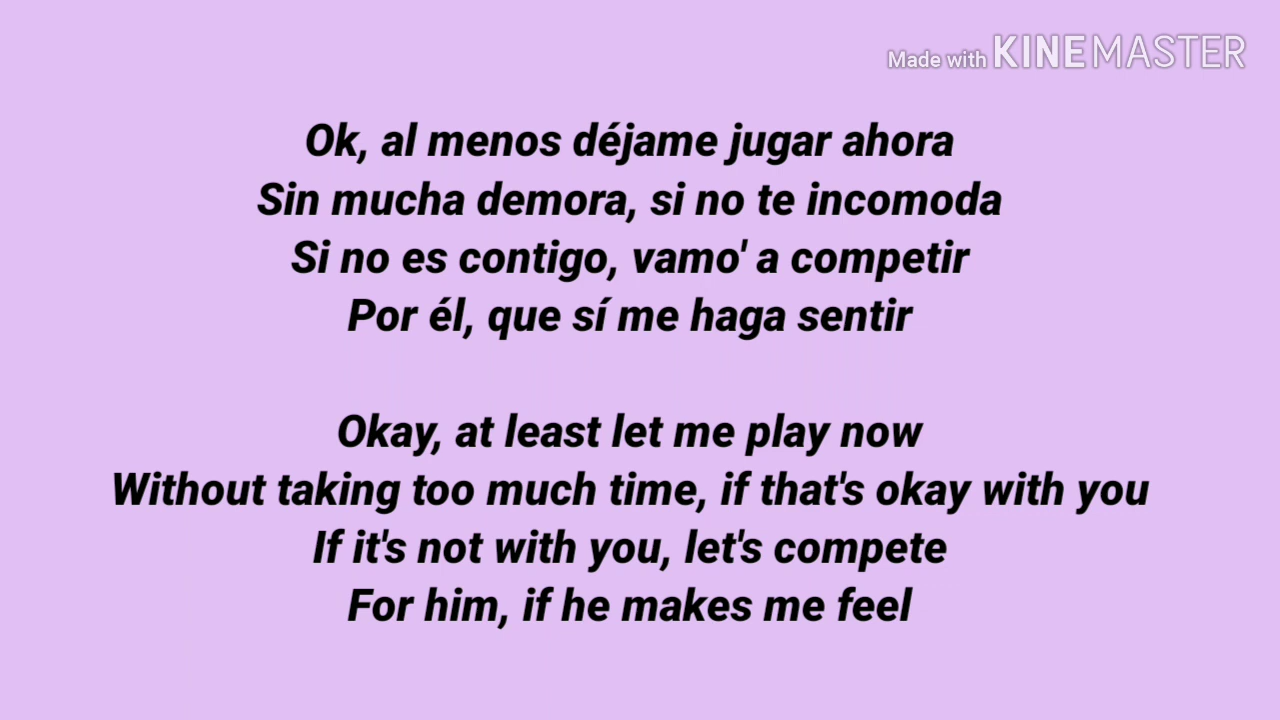 Made with KINEMASTER
Ok, al menos déjame jugar ahora
Sin mucha demora, si no te incomoda
Si no es contigo, vamo' a competir
Por él, que sí me haga sentir
Okay, at least let me play now
Without taking too much time, if that's okay with you
If it's not with you, let's compete
For him, if he makes me feel